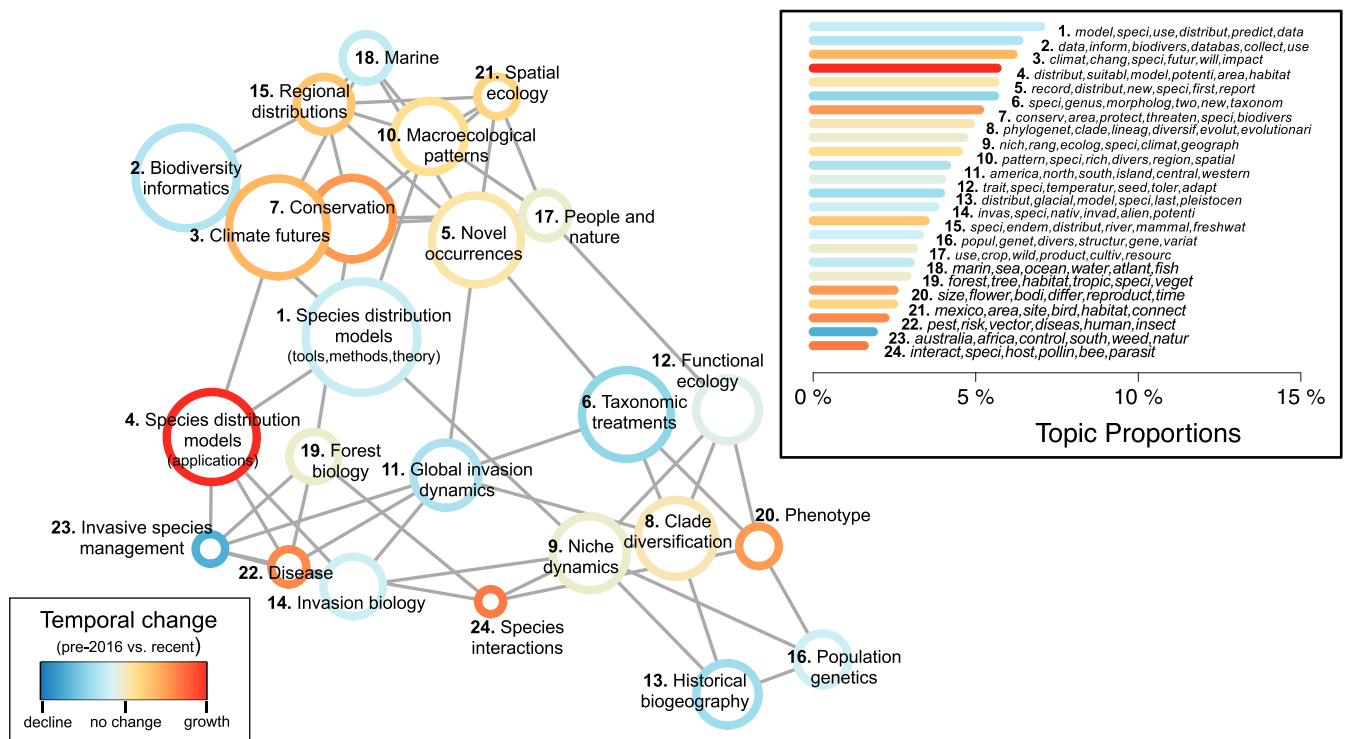 18. Marine
15. Regional
distributions
21. Spatial
ecology
10. Macroecological
patterns
2. Biodiversity
informatics
7. Conservation
3. Climate futures
5. Novel
occurrences
17. People and
nature
1. Species distribution
models
(tools,methods,theory)
12. Functional
ecology
4. Species distribution
models
(applications)
6. Taxonomic
treatments
19. Forest
biology
11. Global invasion
dynamics
23. Invasive species
management
8. Clade
diversification
20. Phenotype
9. Niche
dynamics
22. Disease
14. Invasion biology
24. Species
interactions
16. Population
genetics
13. Historical
biogeography
Temporal change
(pre-2016 vs. recent)
decline no change growth
1. model,speci,use,distribut,predict,data
2. data,inform,biodivers,databas,collect,use
3. climat,chang,speci,futur,will,impact
4. distribut,suitabl,model,potenti,area,habitat
5. record,distribut,new,speci,first,report
6. speci,genus,morpholog,two,new,taxonom
7. conserv,area,protect,threaten,speci,biodivers
8. phylogenet,clade,lineag,diversif,evolut,evolutionari
9. nich,rang,ecolog,speci,climat,geograph
10. pattern,speci,rich,divers,region,spatial
11. america,north,south,island,central,western
12. trait,speci,temperatur,seed,toler,adapt
13. distribut,glacial,model,speci,last,pleistocen
14. invas,speci,nativ,invad,alien,potenti
15. speci,endem,distribut,river,mammal,freshwat
16. popul,genet,divers,structur,gene,variat
17. use,crop,wild,product,cultiv,resourc
18. marin,sea,ocean,water,atlant,fish
19. forest,tree,habitat,tropic,speci,veget
20. size,flower,bodi,differ,reproduct,time
21. mexico,area,site,bird,habitat,connect
22. pest,risk,vector,diseas,human,insect
23. australia,africa,control,south,weed,natur
24. interact,speci,host,pollin,bee,parasit
0 % 5 % 10 % 15 %
Topic Proportions